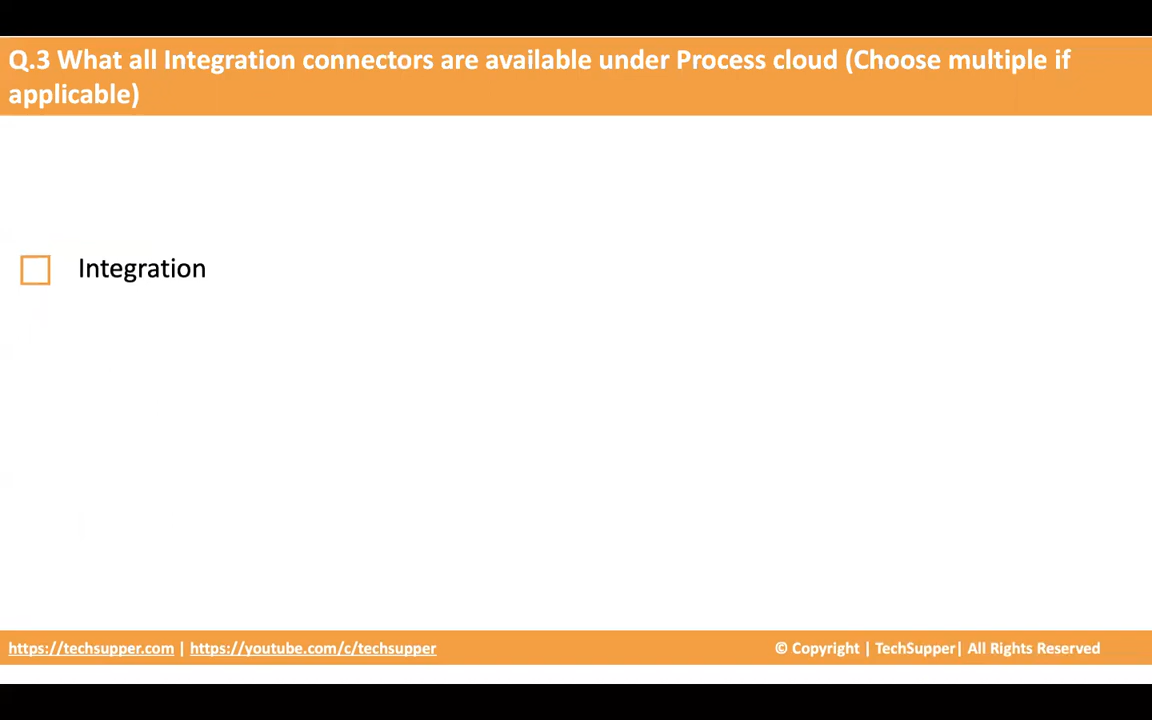 Q.3 What all Integration connectors are available under Process cloud (Choose multiple if
applicable)
Integration
https://techsupper.com | https://youtube.com/c/techsupper
© Copyright | TechSupper| All Rights Reserved